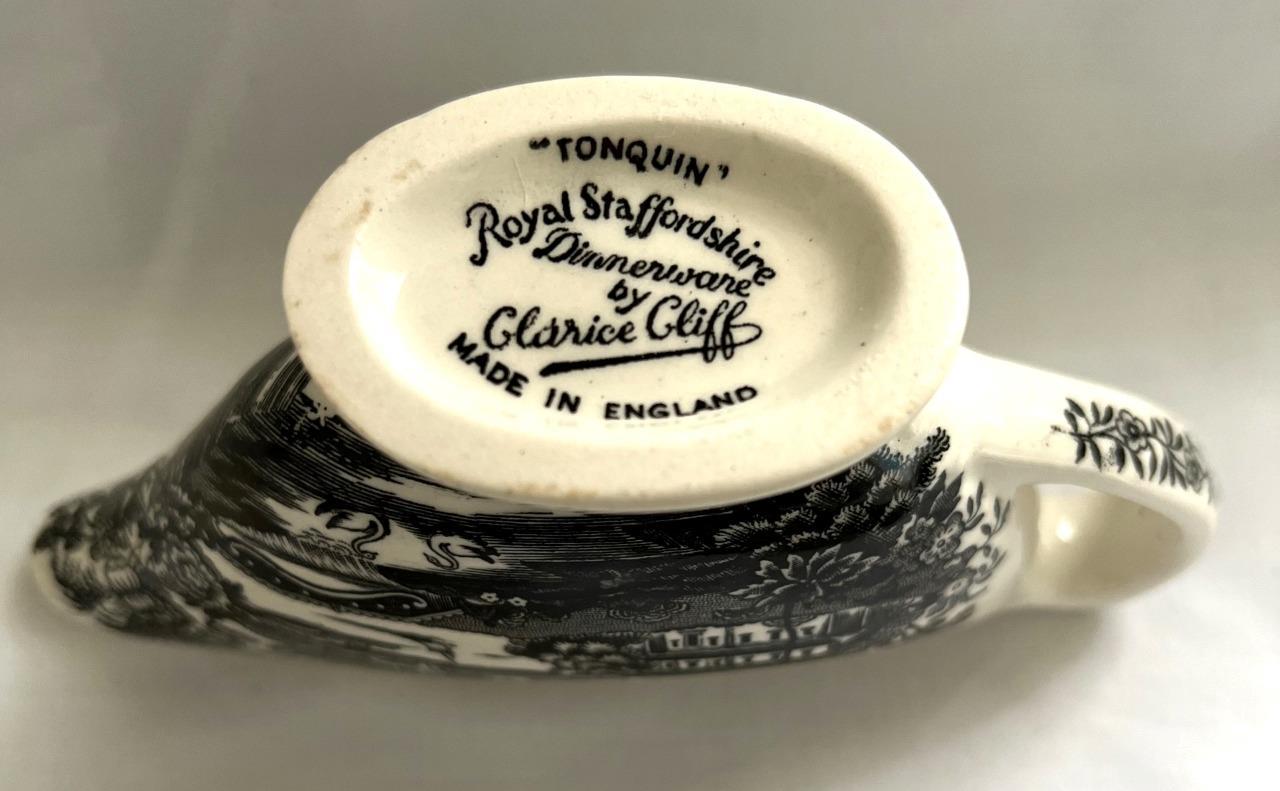 "TONQUIN"
Royal Staffordshire
Dinnerware
by
Clarice Cliff
MADE IN ENGLAND